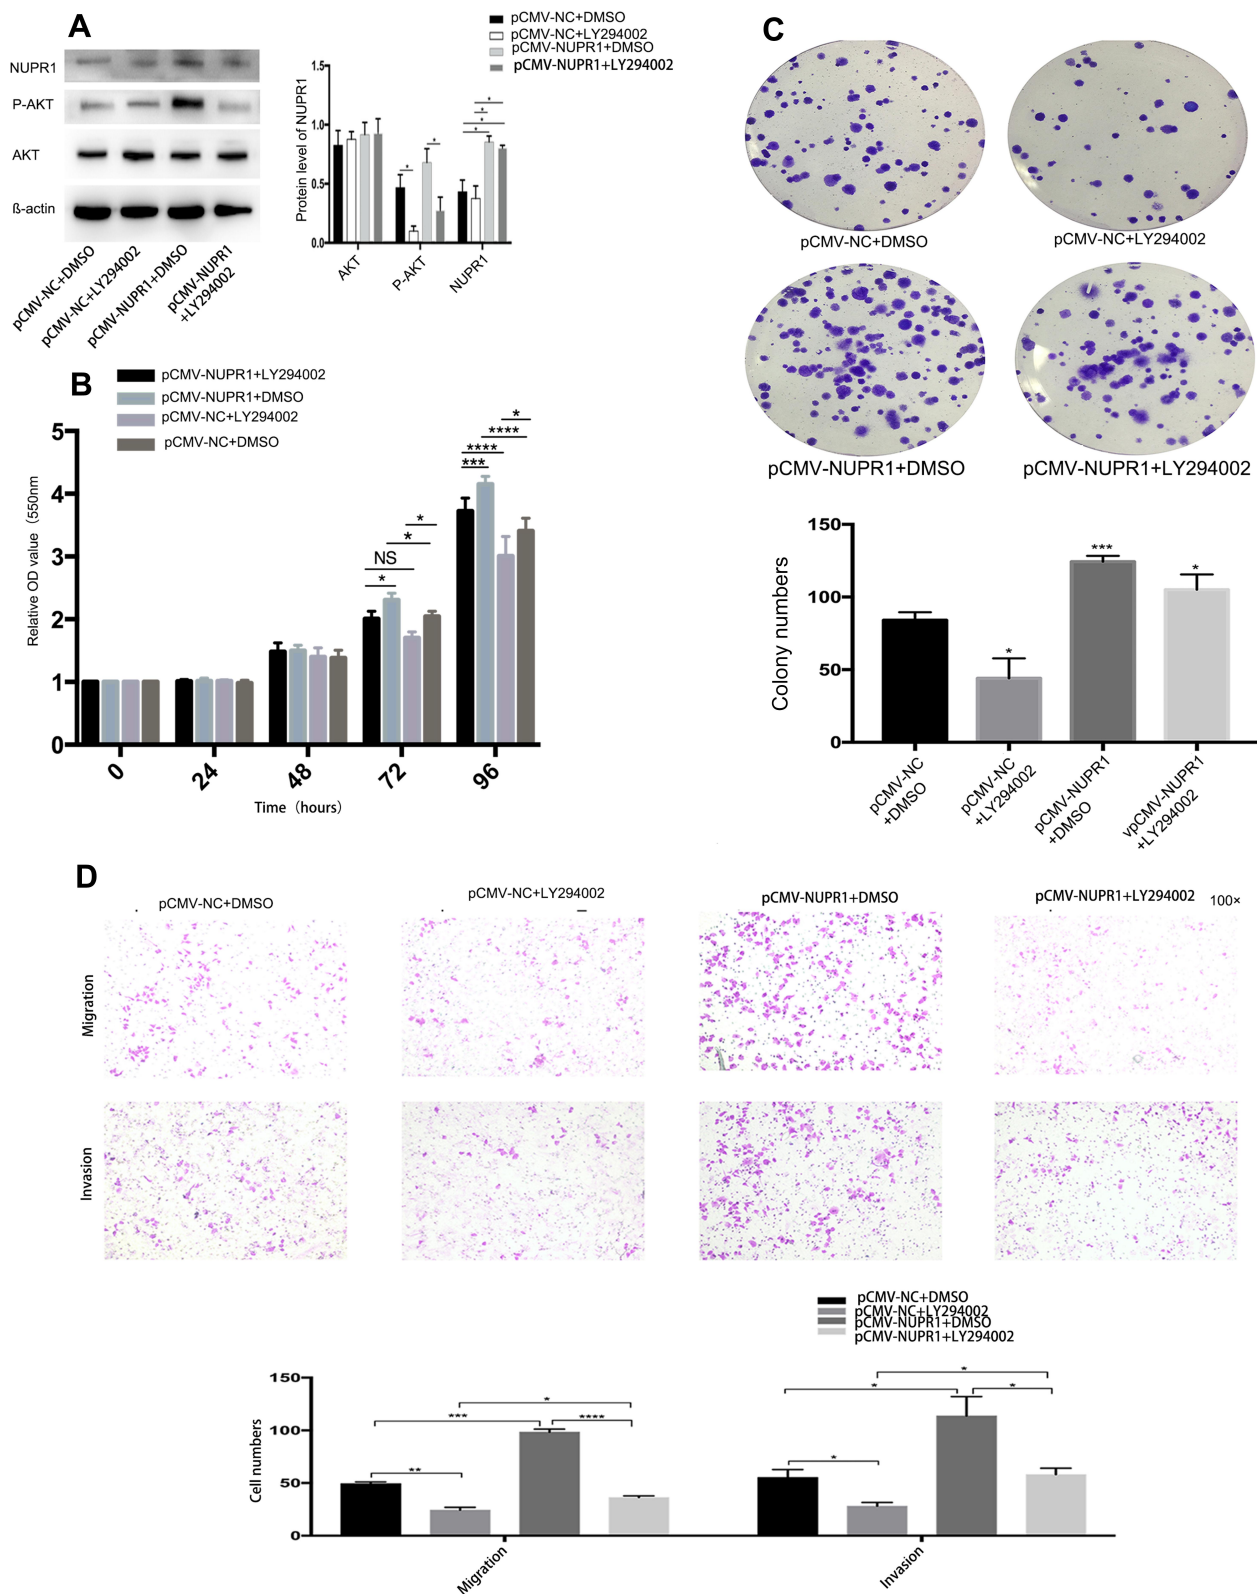 A
pCMV-NC+DMSO
pCMV-NC+LY294002
pCMV-NUPR1+DMSO
pCMV-NUPR1+LY294002
NUPR1
P-AKT
AKT
ß-actin
pCMV-NC+DMSO
pCMV-NC+LY294002
pCMV-NUPR1+DMSO
pCMV-NUPR1
+LY294002
Protein level of NUPR1
1.5
1.0
0.5
0.0
* * * * * *
AKT
P-AKT
NUPR1
B
pCMV-NUPR1+LY294002
pCMV-NUPR1+DMSO
pCMV-NC+LY294002
pCMV-NC+DMSO
Relative OD value (550nm
5
4
3
2
1
0
NS
*
*
*
***
****
****
*
0
24
48
72
96
Time (hours)
C
pCMV-NC+DMSO
pCMV-NC+LY294002
pCMV-NUPR1+DMSO
pCMV-NUPR1+LY294002
Colony numbers
150
100
50
0
*
***
*
pCMV-NC
+DMSO
pCMV-NC
+LY294002
pCMV-NUPR1
+DMSO
vpCMV-NUPR1
+LY294002
D
pCMV-NC+DMSO
pCMV-NC+LY294002
pCMV-NUPR1+DMSO
pCMV-NUPR1+LY294002
100×
Migration
Invasion
pCMV-NC+DMSO
pCMV-NC+LY294002
pCMV-NUPR1+DMSO
pCMV-NUPR1+LY294002
Cell numbers
150
100
50
0
**
***
*
****
*
*
*
*
Migration
Invasion